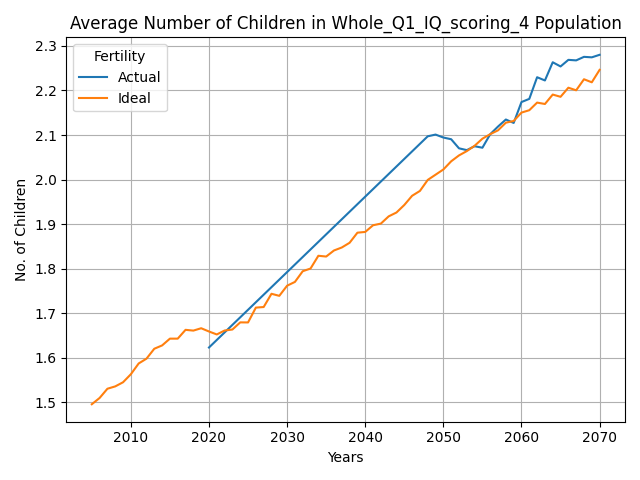 Average Number of Children in Whole_Q1_IQ_scoring_4 Population
Fertility
Actual
Ideal
2.3
2.2
2.1
2.0
1.9
1.8
1.7
1.6
1.5
No. of Children
2010 2020 2030 2040 2050 2060 2070
Years